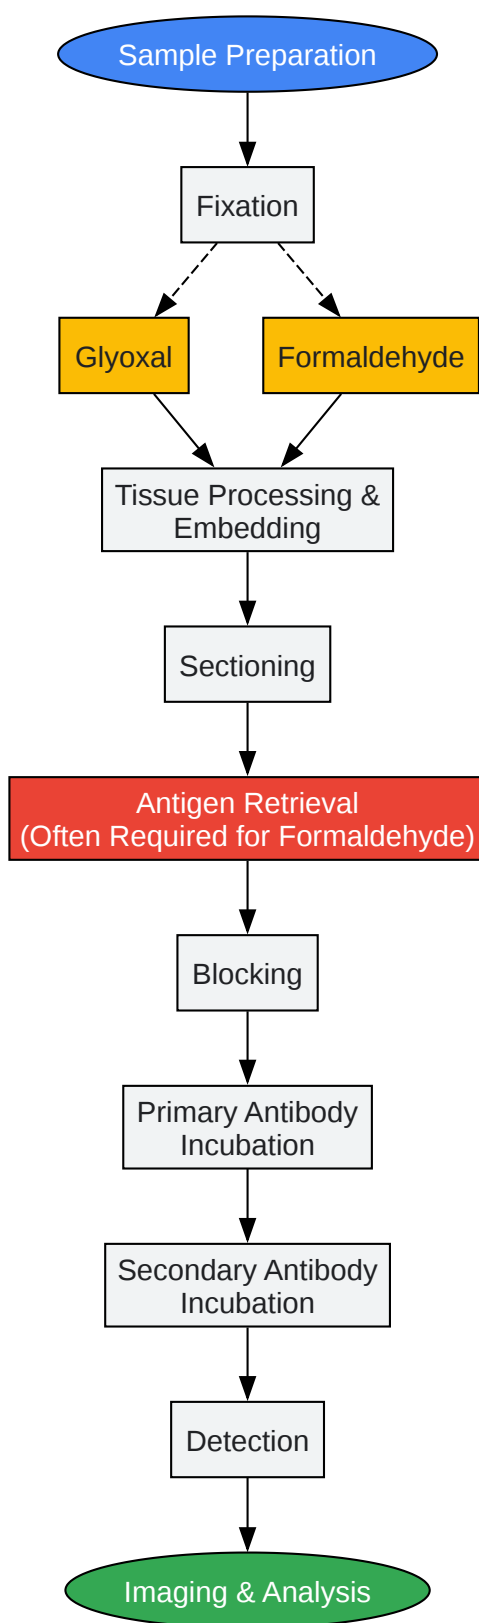 Sample Preparation
Fixation
Glyoxal
Formaldehyde
Tissue Processing &
Embedding
Sectioning
Antigen Retrieval
(Often Required for Formaldehyde)
Blocking
Primary Antibody
Incubation
Secondary Antibody
Incubation
Detection
Imaging & Analysis